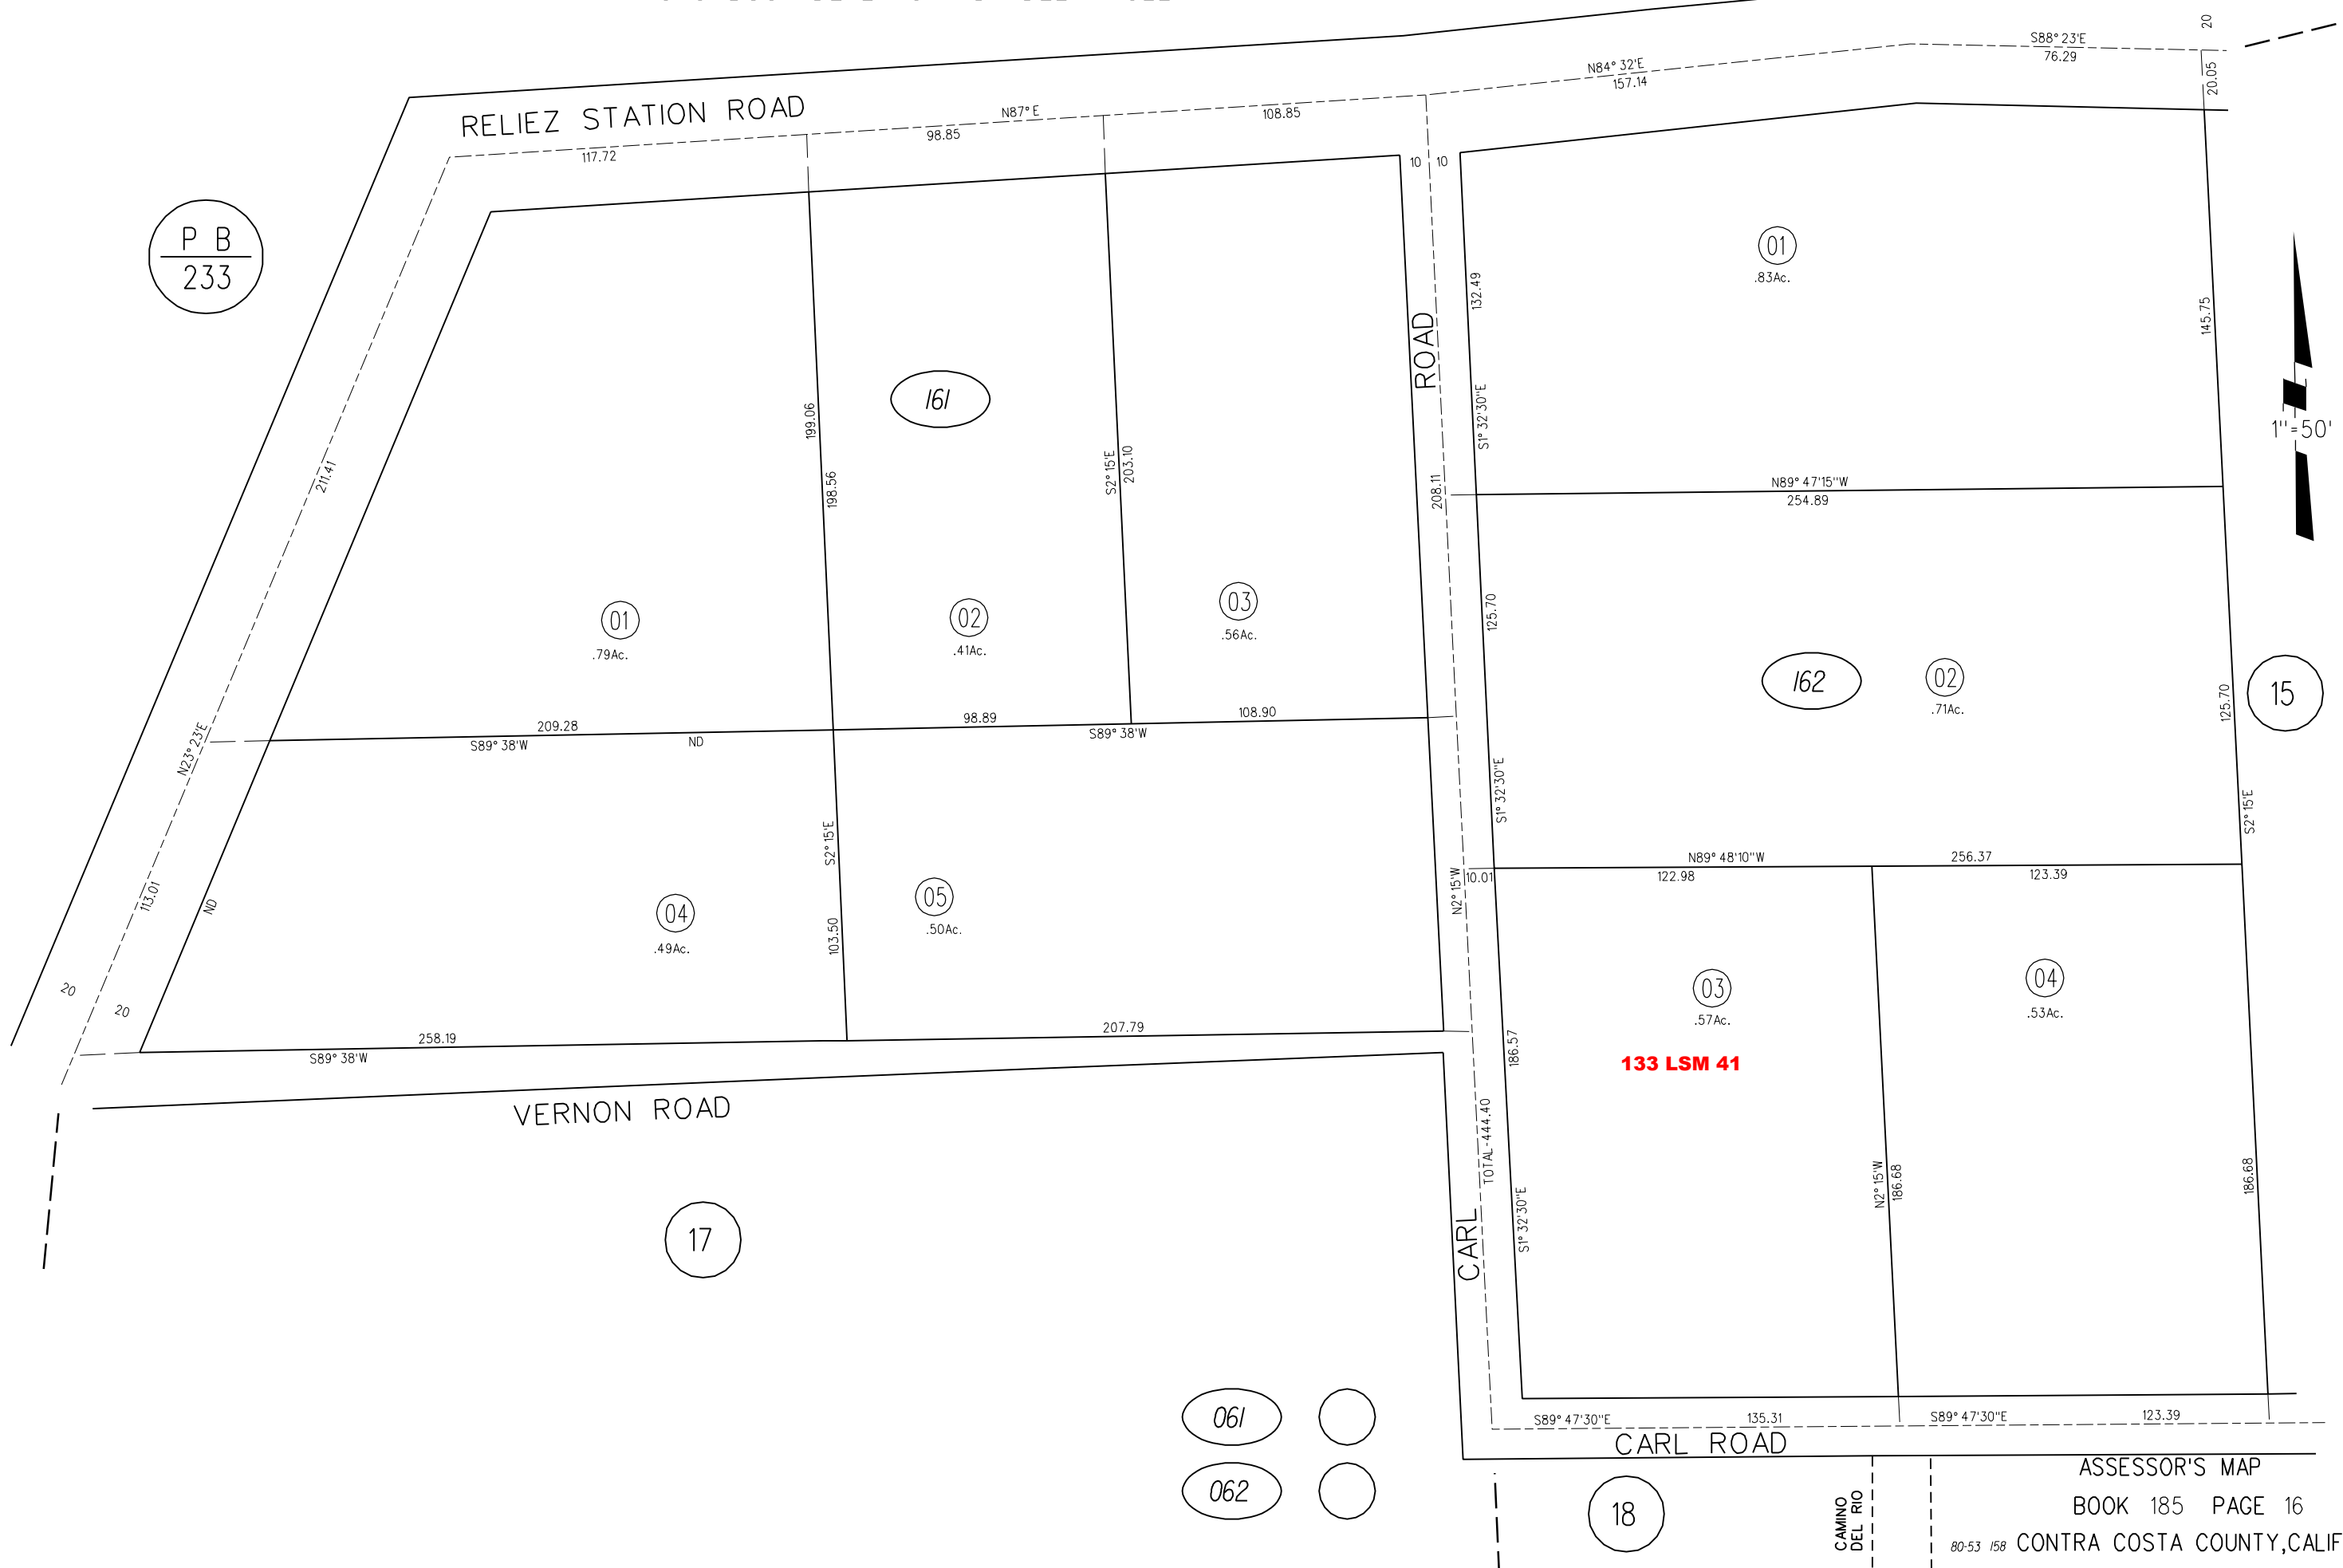 S88° 23'E
76.29
20
20.05
N84° 32'E
157.14
RELIEZ STATION ROAD
N87° E
117.72
98.85
108.85
10 10
P B
233
01
.83Ac.
132.49
145.75
ROAD
S1° 32'30"E
161
199.06
198.56
S2° 15'E
203.10
208.11
211.41
1"=50'
N89° 47'15"W
254.89
01
.79Ac.
02
.41Ac.
03
.56Ac.
125.70
162
02
.71Ac.
15
125.70
209.28
S89° 38'W
ND
98.89
108.90
S89° 38'W
N23° 23'E
S1° 32'30"E
S2° 15'E
N89° 48'10"W
256.37
10.01
122.98
123.39
N2° 15'W
S2° 15'E
103.50
113.01
ND
04
.49Ac.
05
.50Ac.
03
.57Ac.
133 LSM 41
04
.53Ac.
20
20
258.19
S89° 38'W
207.79
186.57
TOTAL-444.40
VERNON ROAD
S1° 32'30"E
N2° 15'W
186.68
186.68
17
CARL
061
062
S89° 47'30"E
135.31
S89° 47'30"E
123.39
CARL ROAD
18
CAMINO
DEL RIO
ASSESSOR'S MAP
BOOK 185 PAGE 16
80-53 158 CONTRA COSTA COUNTY,CALIF